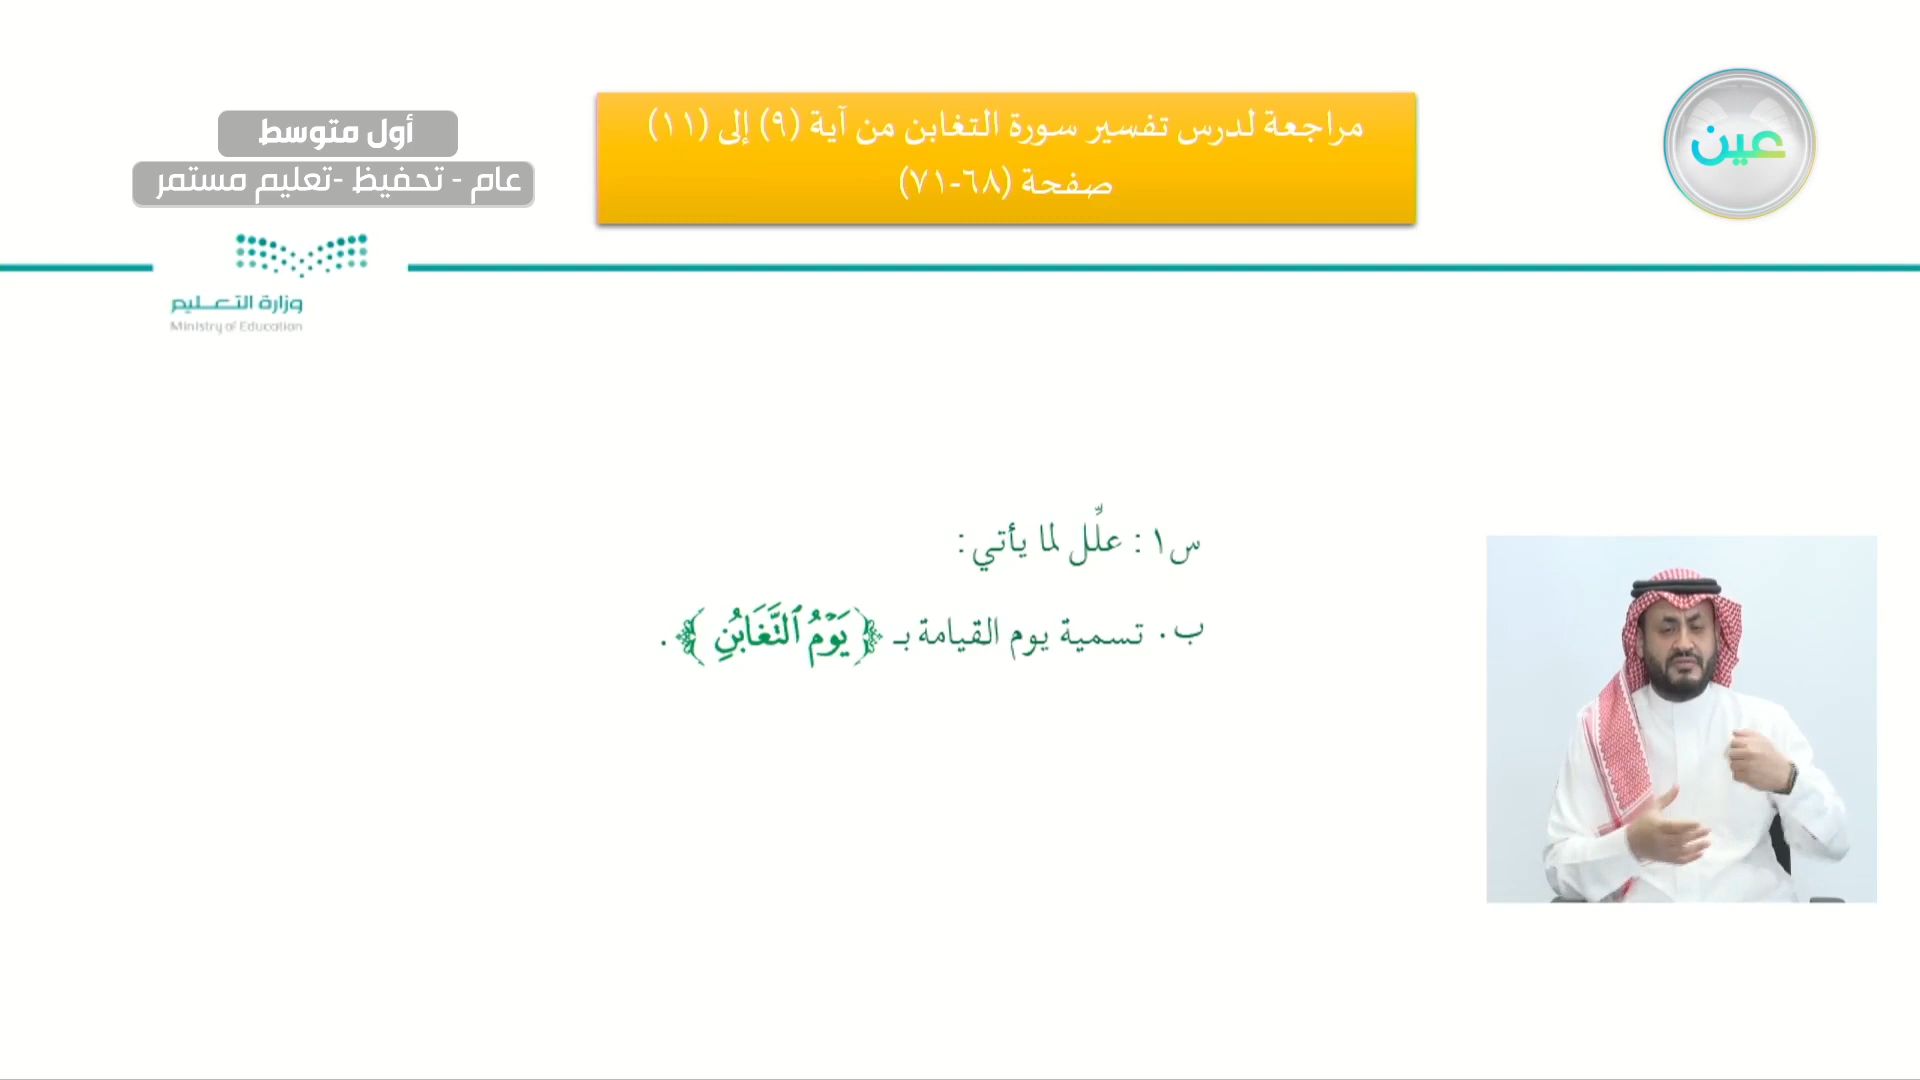 مراجعة لدرس تفسير سورة التغابن من آية (٩) إلى (١١)
صفحة (٦٨-٧١)
عين
أول متوسط
عام - تحفيظ -تعليم مستمر
وزارة التعـــليم
Ministry of Education
س١ : علِّل لما يأتي:
ب. تسمية يوم القيامة بـ ﴿يَوْمُ ٱلتَّغَابُنِ﴾.